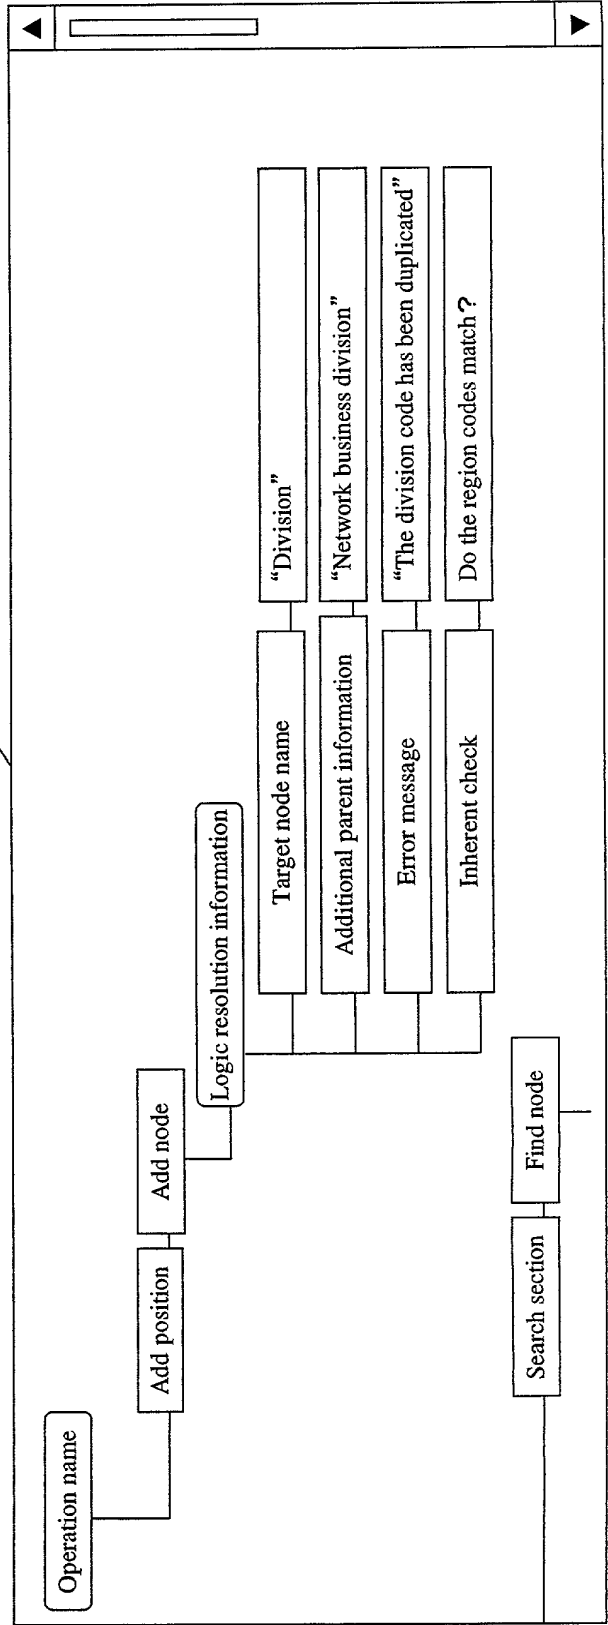 Operation name
Add position
Add node
Logic resolution information
Target node name
“Division”
Additional parent information
“Network business division”
Error message
“The division code has been duplicated”
Inherent check
Do the region codes match?
Search section
Find node